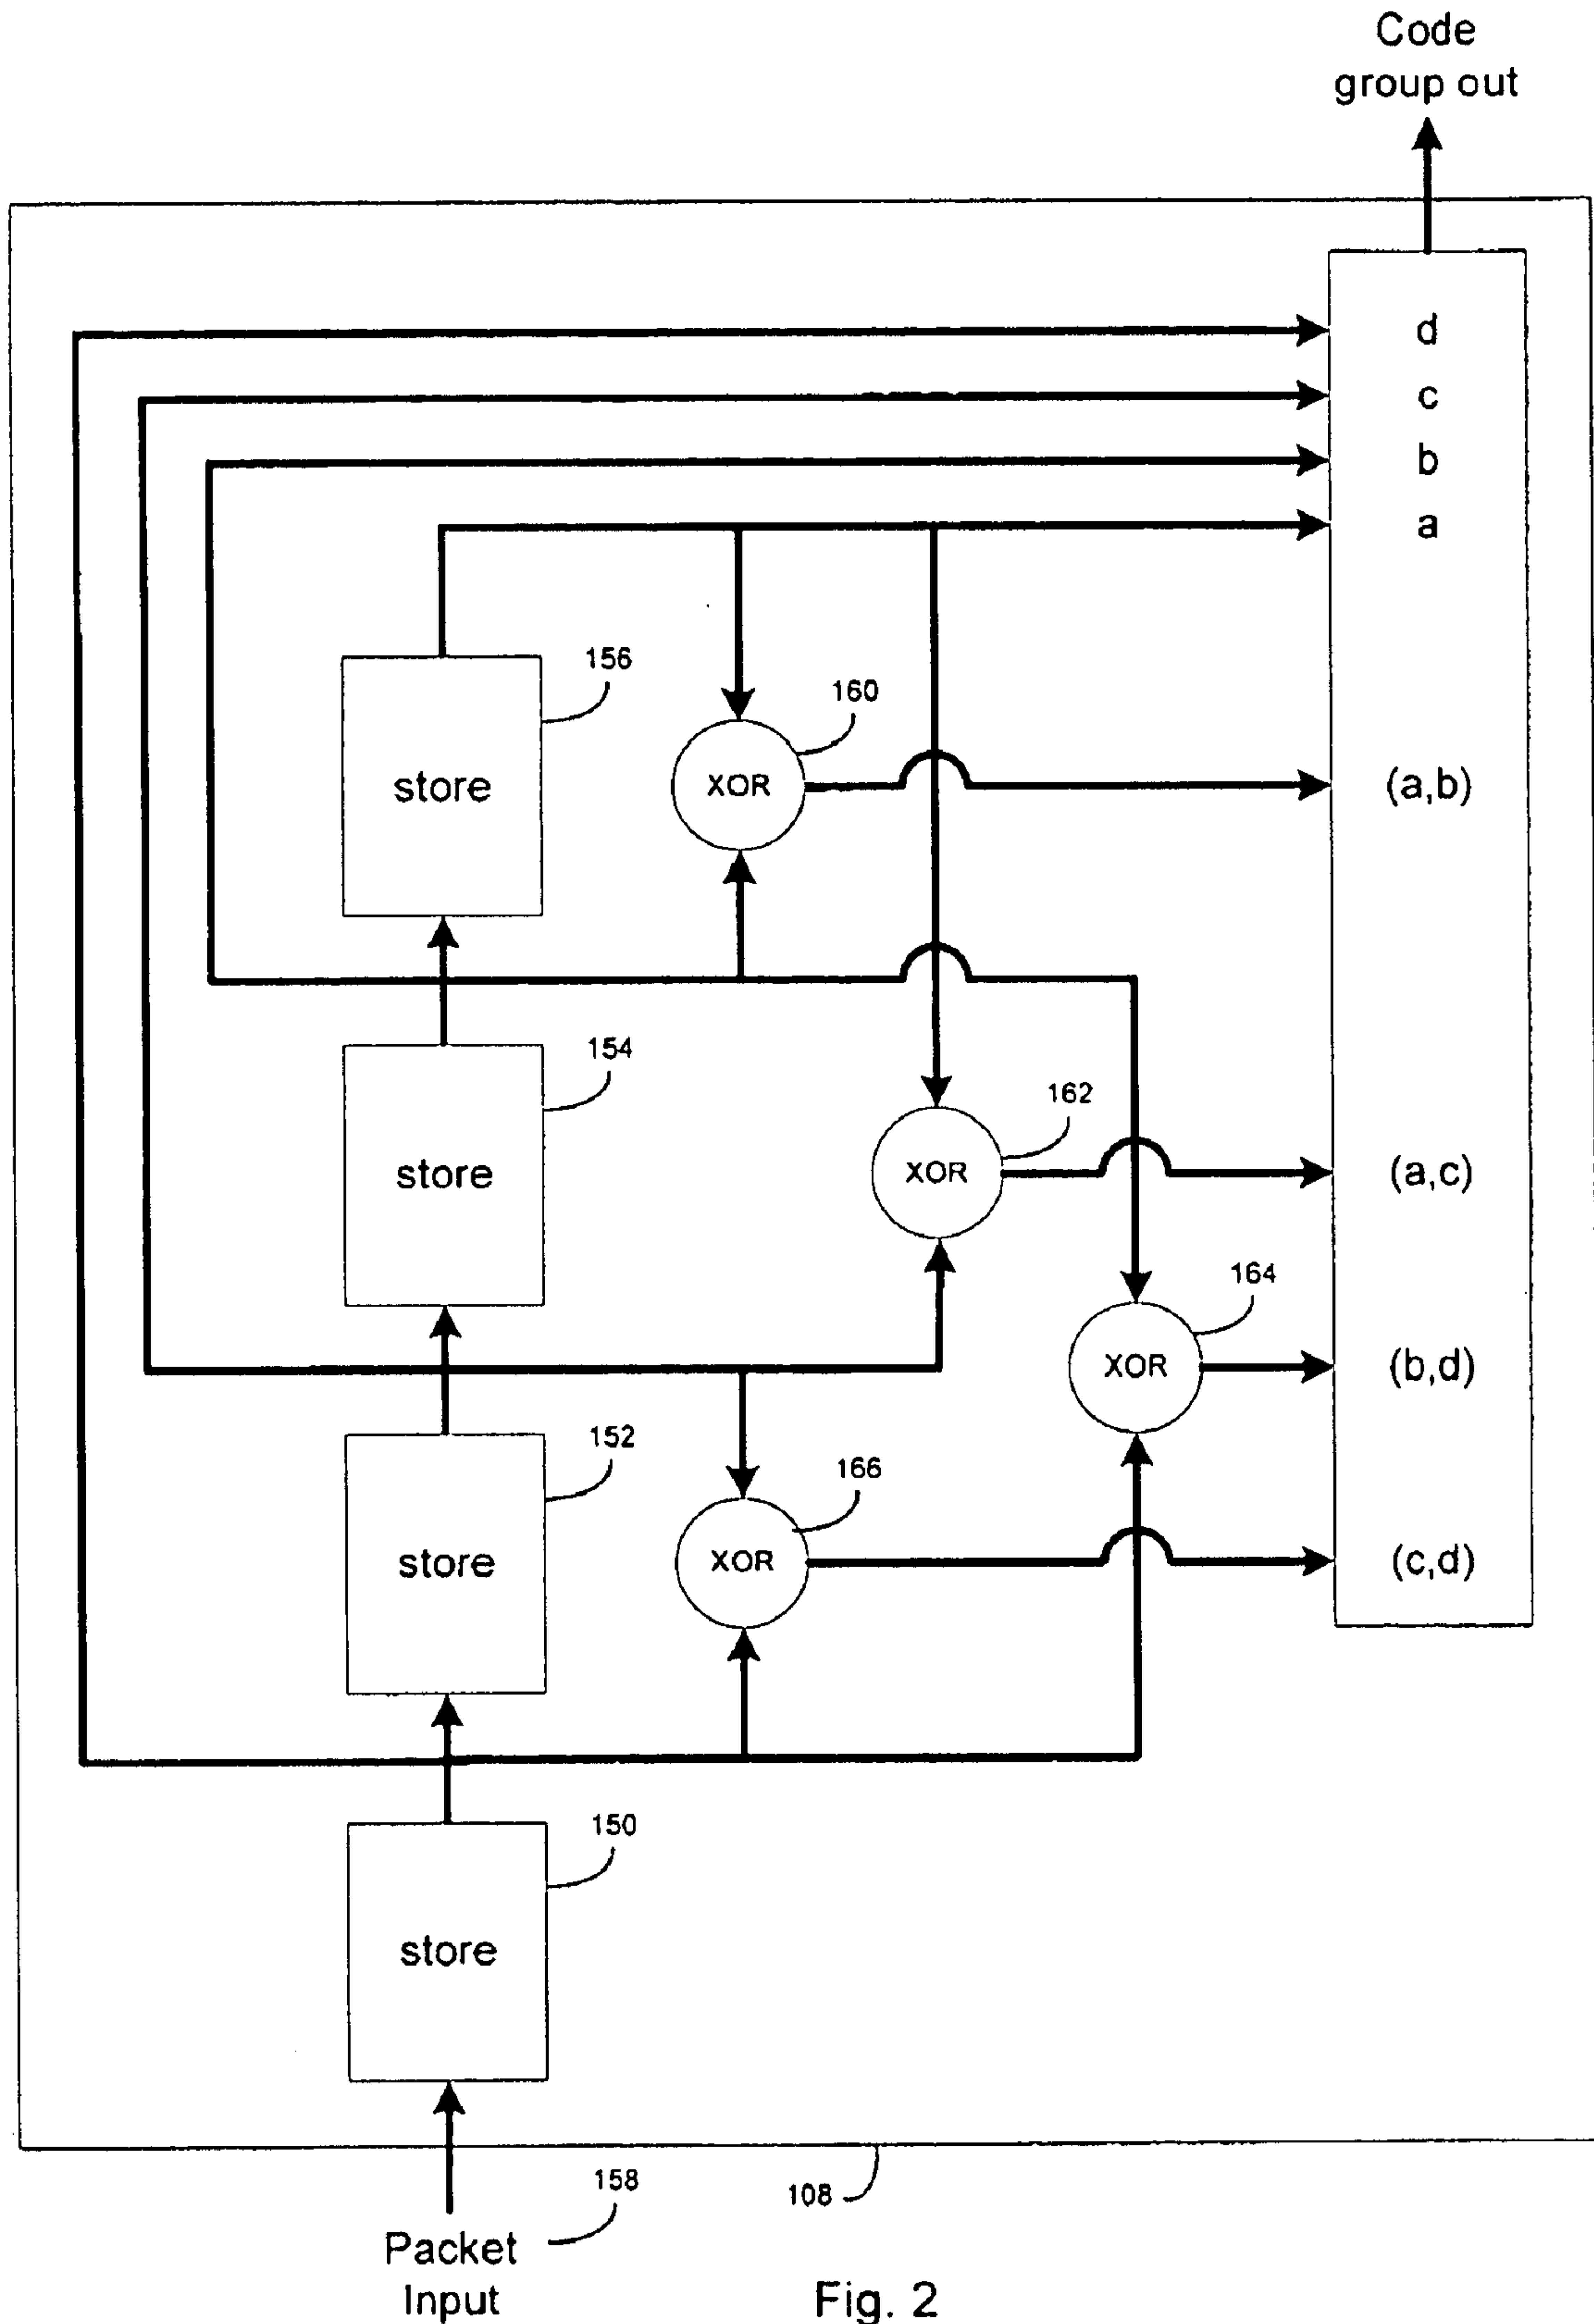 Code
group out
d
c
b
a
156
160
store
XOR
(a,b)
154
162
store
XOR
(a,c)
164
XOR
(b,d)
152
166
store
XOR
(c,d)
150
store
158
108
Packet
Input
Fig. 2